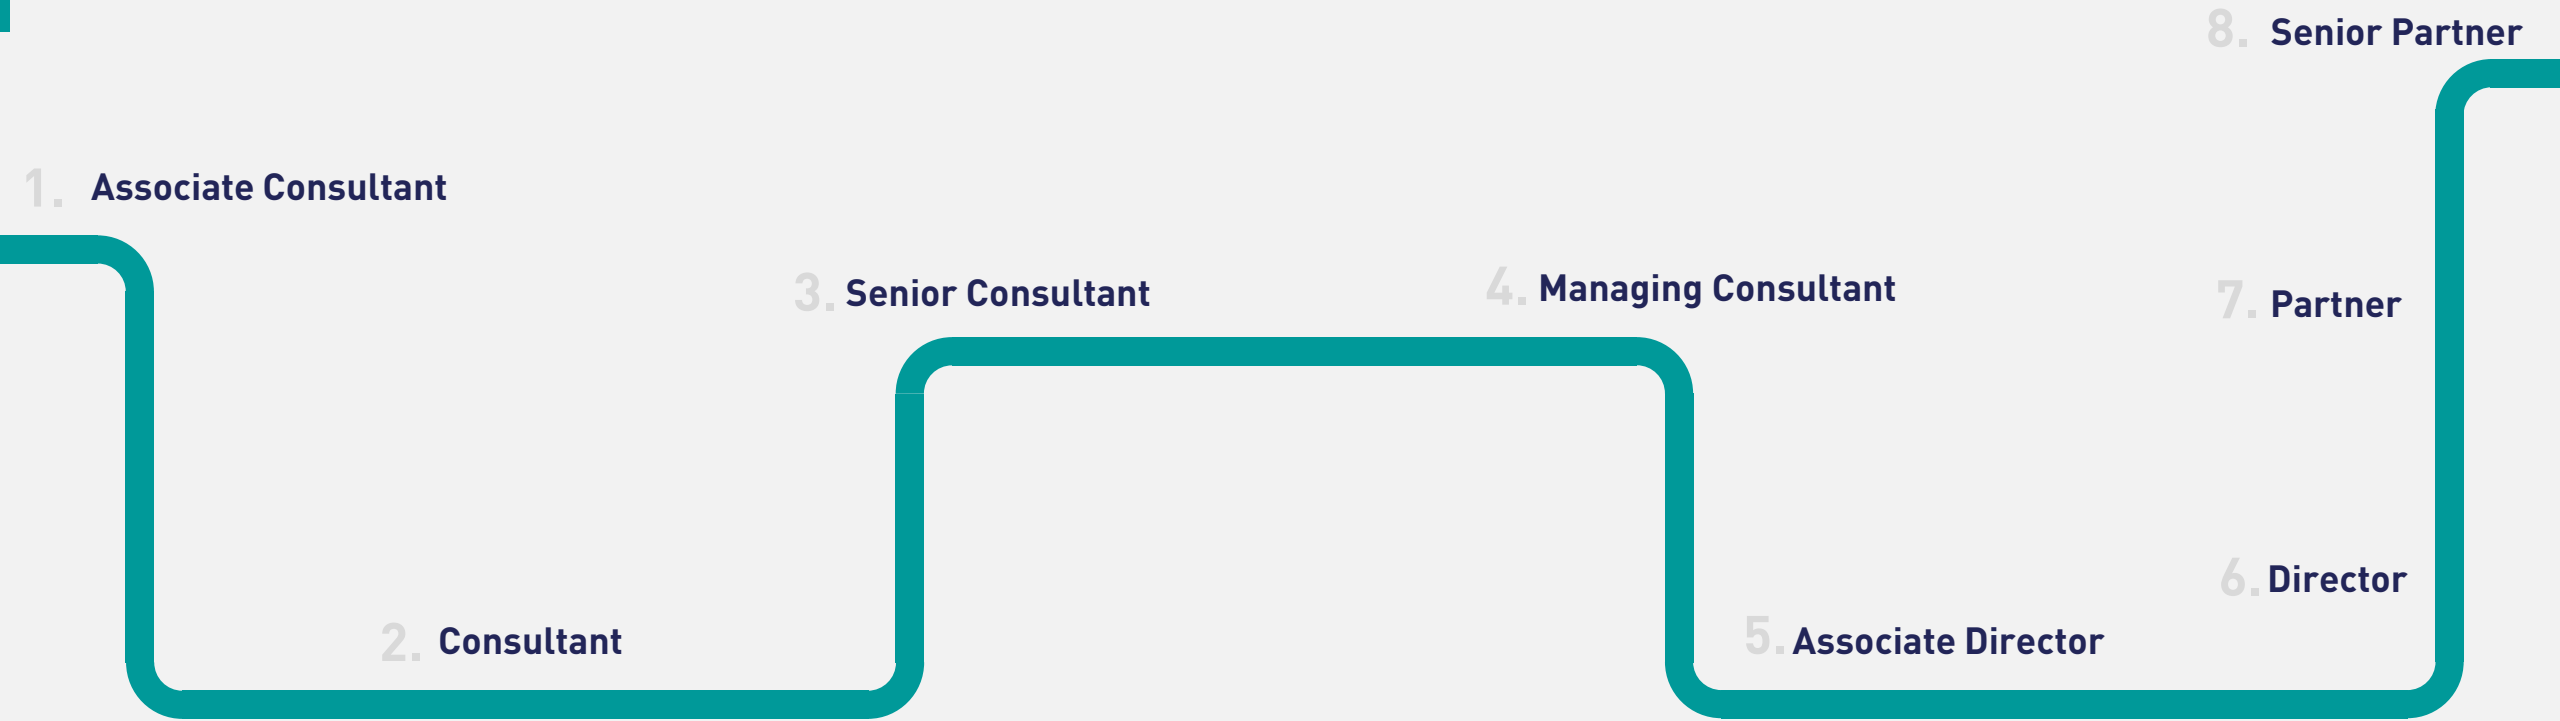 1. Associate Consultant
2. Consultant
3. Senior Consultant
4. Managing Consultant
5. Associate Director
6. Director
7. Partner
8. Senior Partner